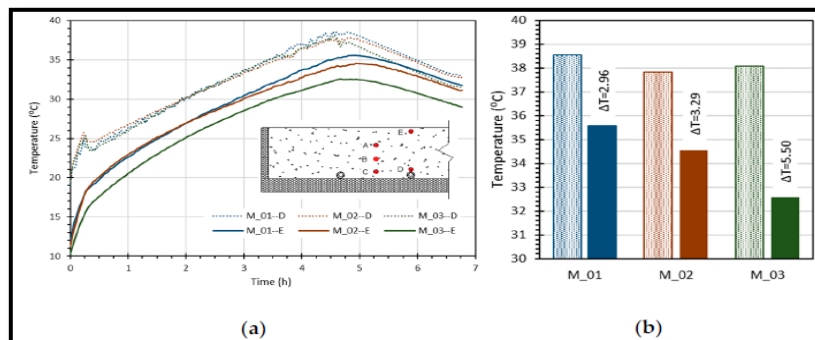 40
35
30
25
20
15
10
Temperature (⁰C)
A
B
C
D
E
M_01--D M_02--D M_03--D
M_01--E M_02--E M_03--E
0 1 2 3 4 5 6 7
Time (h)
(a)
40
39
38
37
36
35
34
33
32
31
30
Temperature (⁰C)
ΔT=2.96
ΔT=3.29
ΔT=5.50
M_01 M_02 M_03
(b)